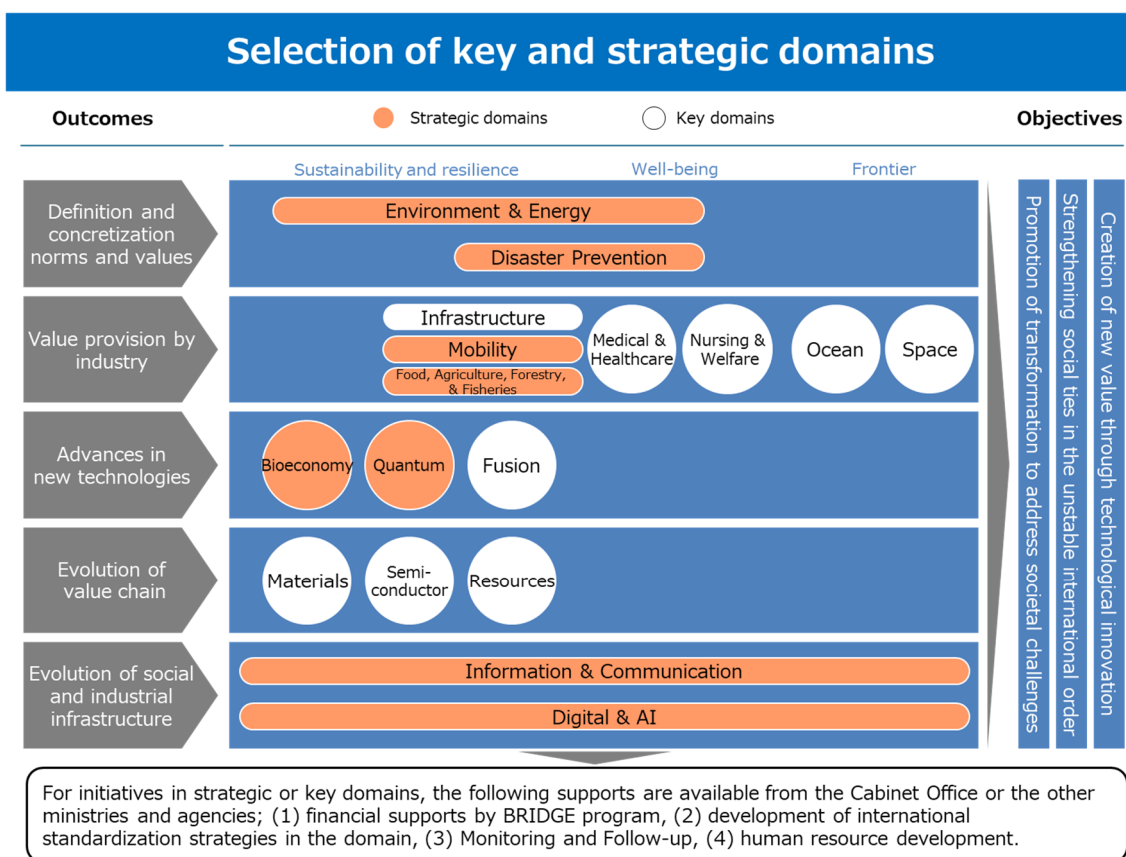 Selection of key and strategic domains
Outcomes
Strategic domains
Key domains
Objectives
Sustainability and resilience
Well-being
Frontier
Definition and
concretization
norms and values
Environment & Energy
Disaster Prevention
Value provision by
industry
Infrastructure
Mobility
Food, Agriculture, Forestry,
& Fisheries
Medical &
Healthcare
Nursing &
Welfare
Ocean
Space
Advances in
new technologies
Bioeconomy
Quantum
Fusion
Evolution of
value chain
Materials
Semi-
conductor
Resources
Evolution of social
and industrial
infrastructure
Information & Communication
Digital & AI
Promotion of transformation to address societal challenges
Strengthening social ties in the unstable international order
Creation of new value through technological innovation
For initiatives in strategic or key domains, the following supports are available from the Cabinet Office or the other
ministries and agencies; (1) financial supports by BRIDGE program, (2) development of international
standardization strategies in the domain, (3) Monitoring and Follow-up, (4) human resource development.